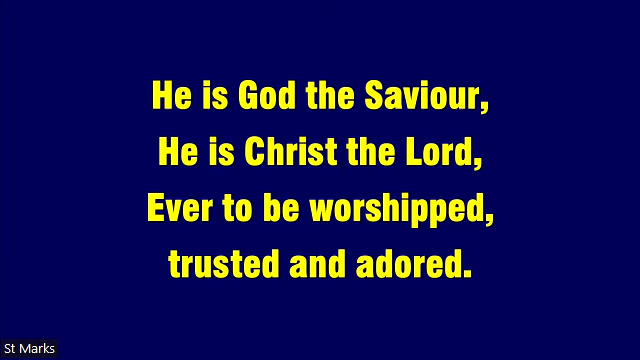 He is God the Saviour,
He is Christ the Lord,
Ever to be worshipped,
trusted and adored.
St Marks